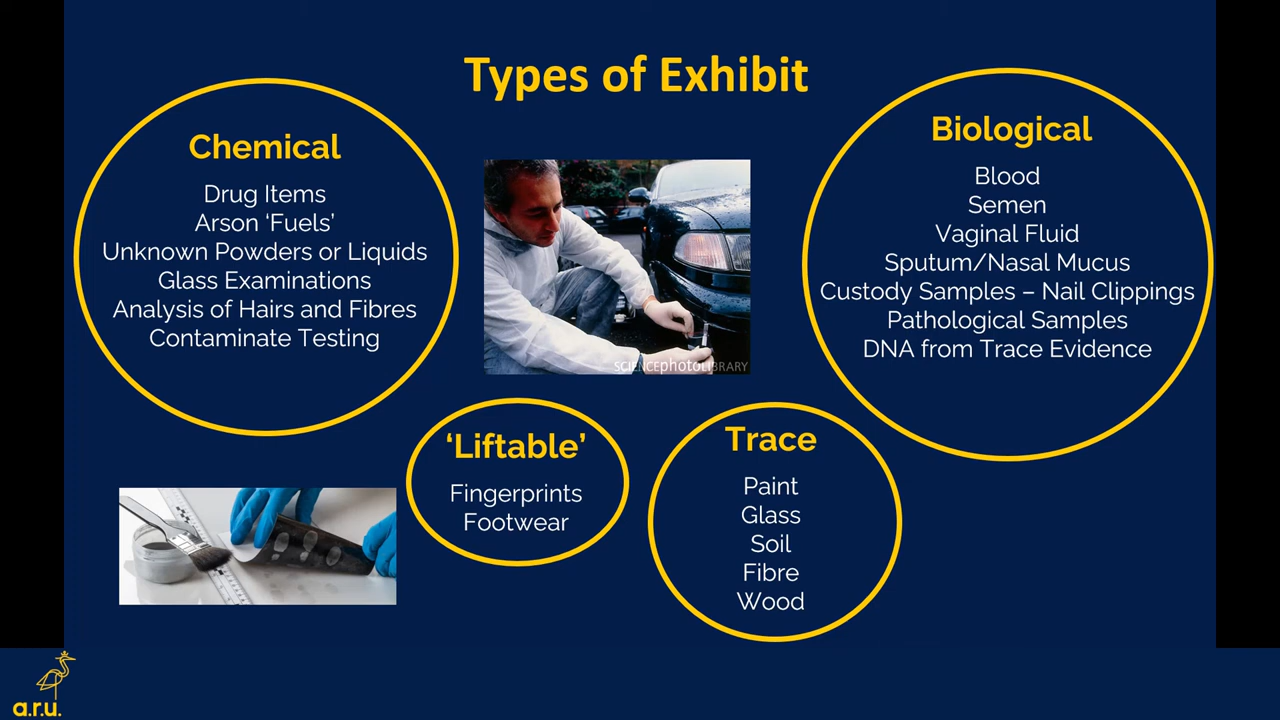 Types of Exhibit
Chemical
Drug Items
Arson ‘Fuels’
Unknown Powders or Liquids
Glass Examinations
Analysis of Hairs and Fibres
Contaminate Testing
Biological
Blood
Semen
Vaginal Fluid
Sputum/Nasal Mucus
Custody Samples – Nail Clippings
Pathological Samples
DNA from Trace Evidence
SCIENCEphotoLIBRARY
‘Liftable’
Fingerprints
Footwear
Trace
Paint
Glass
Soil
Fibre
Wood
a.r.u.